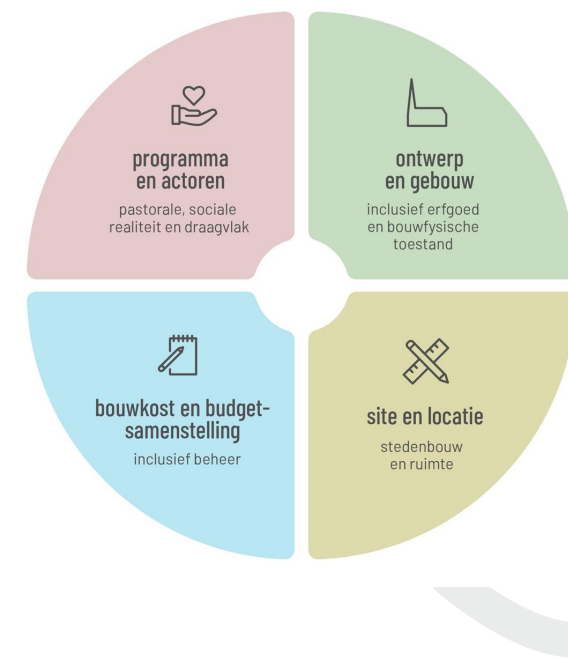 programma
en actoren
pastorale, sociale
realiteit en draagvlak
ontwerp
en gebouw
inclusief erfgoed
en bouwfysische
toestand
bouwkost en budget-
samenstelling
inclusief beheer
site en locatie
stedenbouw
en ruimte